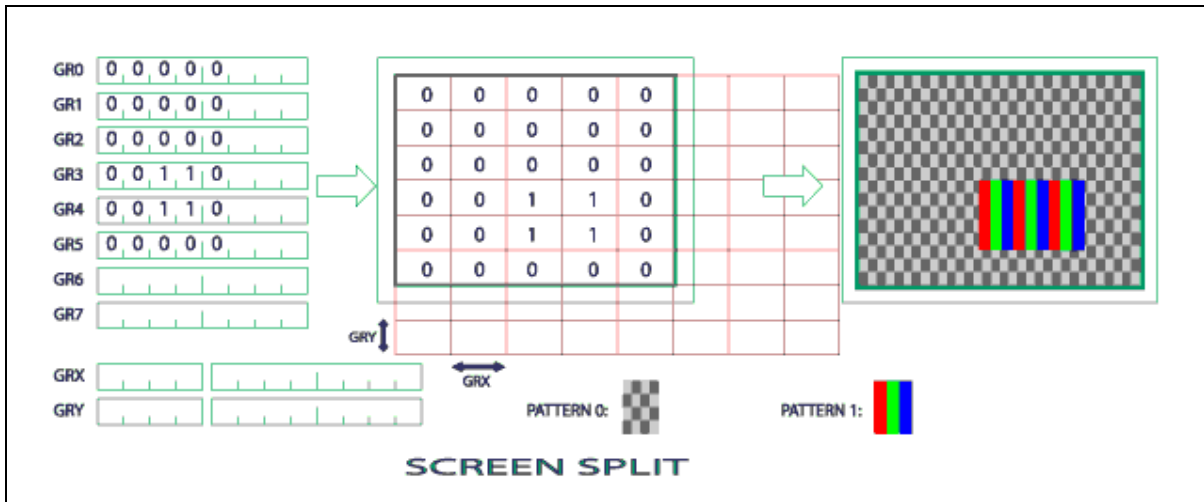 GR0 0 0 0 0 0
GR1 0 0 0 0 0
GR2 0 0 0 0 0
GR3 0 0 1 1 0
GR4 0 0 1 1 0
GR5 0 0 0 0 0
GR6
GR7
0 0 0 0 0
0 0 0 0 0
0 0 0 0 0
0 0 1 1 0
0 0 1 1 0
0 0 0 0 0
GRY
GRX
GRX
GRY
PATTERN 0:
PATTERN 1:
SCREEN SPLIT